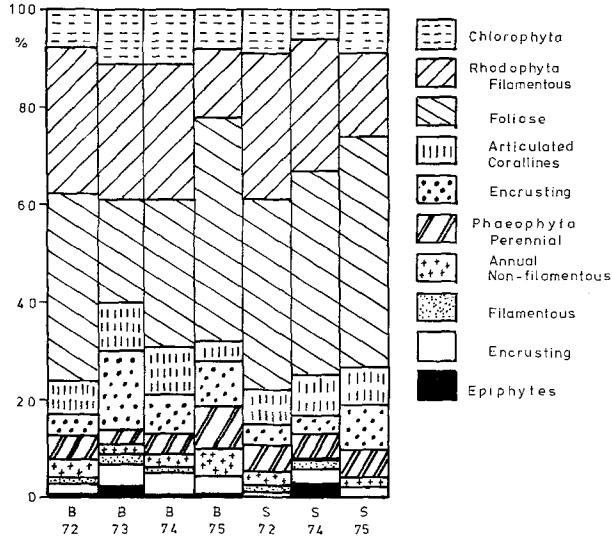 100
%
80
60
40
20
0
B B B B S S S
72 73 74 75 72 74 75
Chlorophyta
Rhodophyta
Filamentous
Foliose
Articulated
Corallines
Encrusting
Phaeophyta
Perennial
Annual
Non-filamentous
Filamentous
Encrusting
Epiphytes